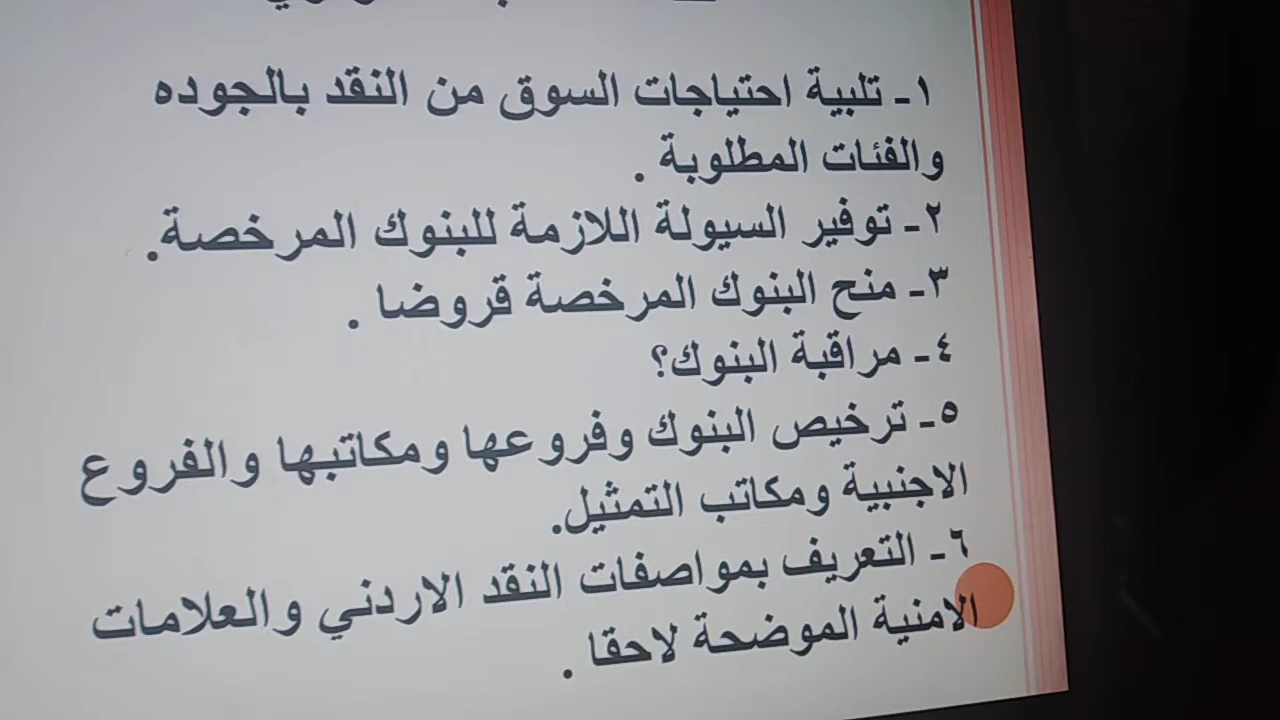 ١- تلبية احتياجات السوق من النقد بالجوده
والفئات المطلوبة .
٢- توفير السيولة اللازمة للبنوك المرخصة.
٣- منح البنوك المرخصة قروضا .
٤- مراقبة البنوك؟
٥- ترخيص البنوك وفروعها ومكاتبها والفروع
الاجنبية ومكاتب التمثيل.
٦- التعريف بمواصفات النقد الاردني والعلامات
الامنية الموضحة لاحقا .